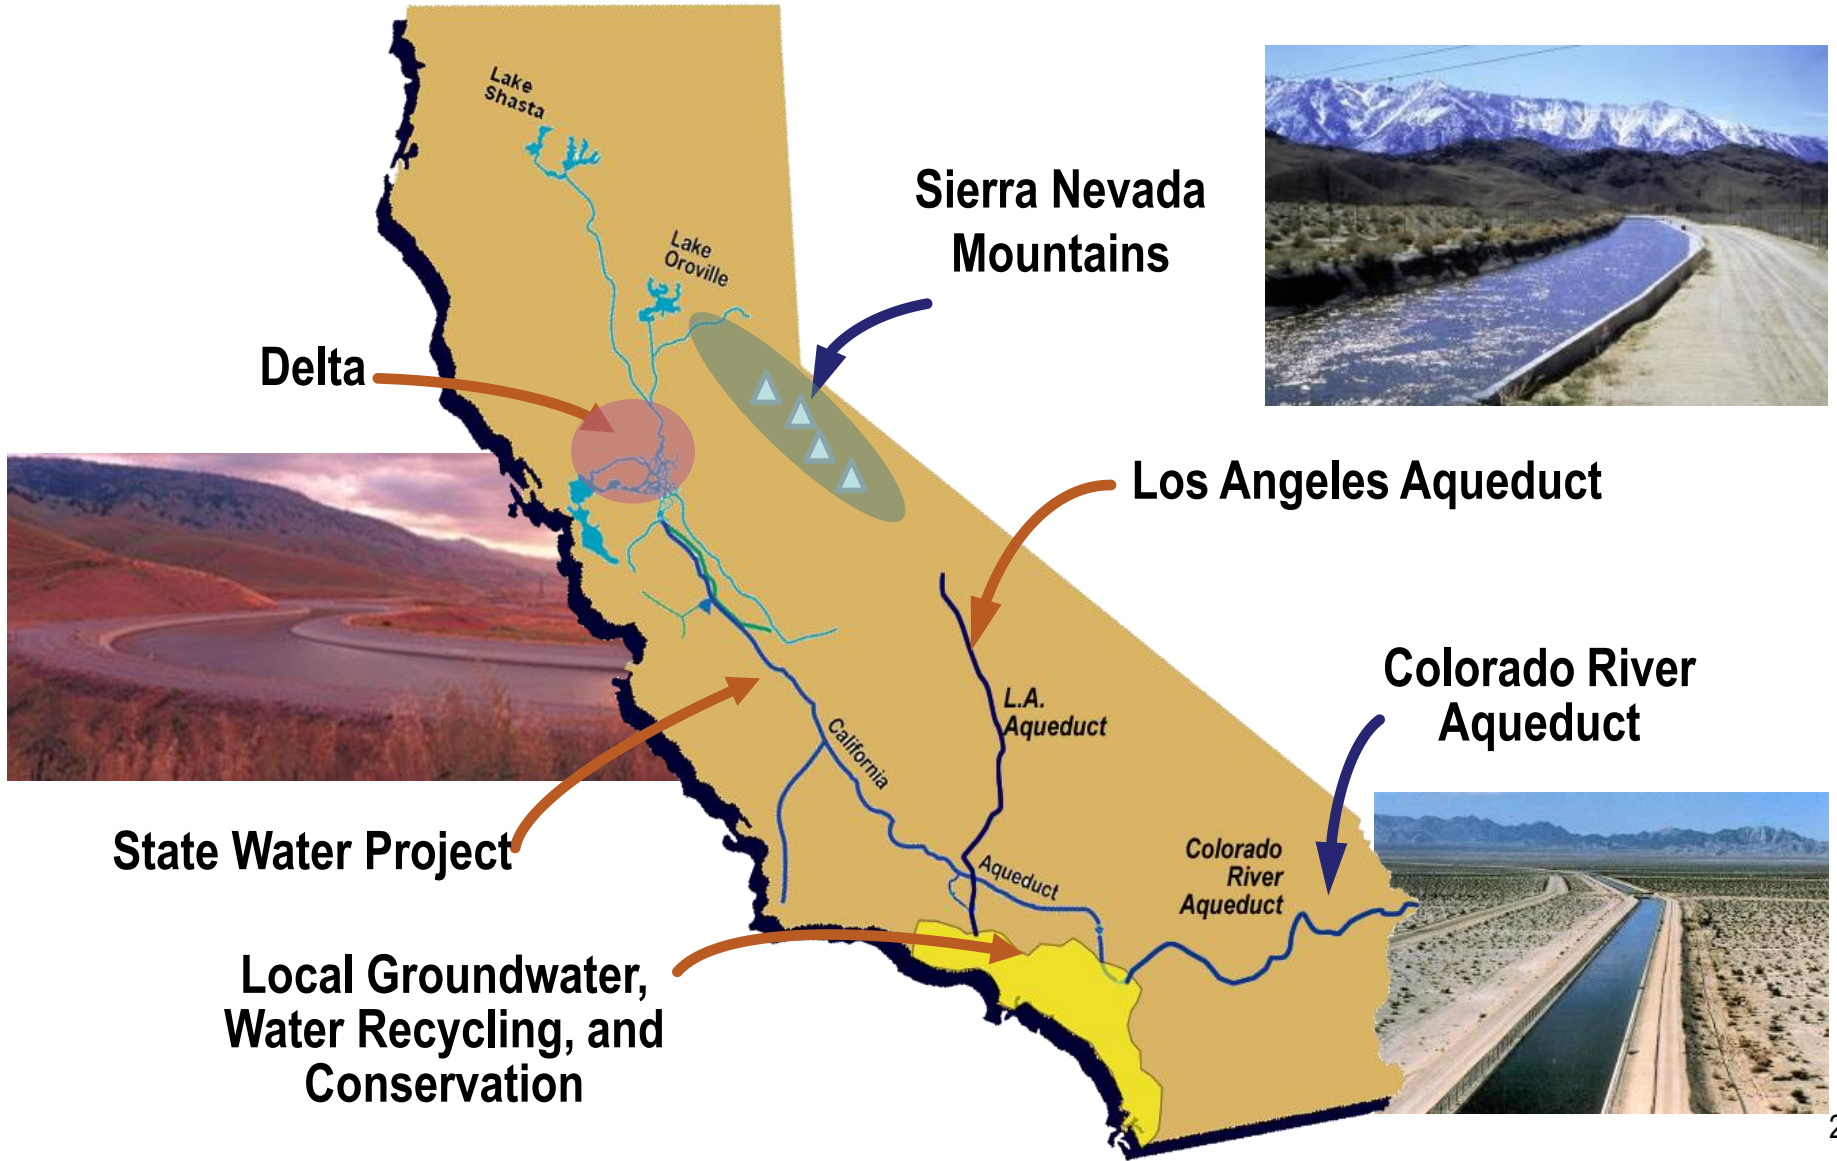 Lake
Shasta
Sierra Nevada
Mountains
Lake
Oroville
Delta
Los Angeles Aqueduct
Colorado River
Aqueduct
L.A.
Aqueduct
California
State Water Project
Aqueduct
Colorado
River
Aqueduct
Local Groundwater,
Water Recycling, and
Conservation
2